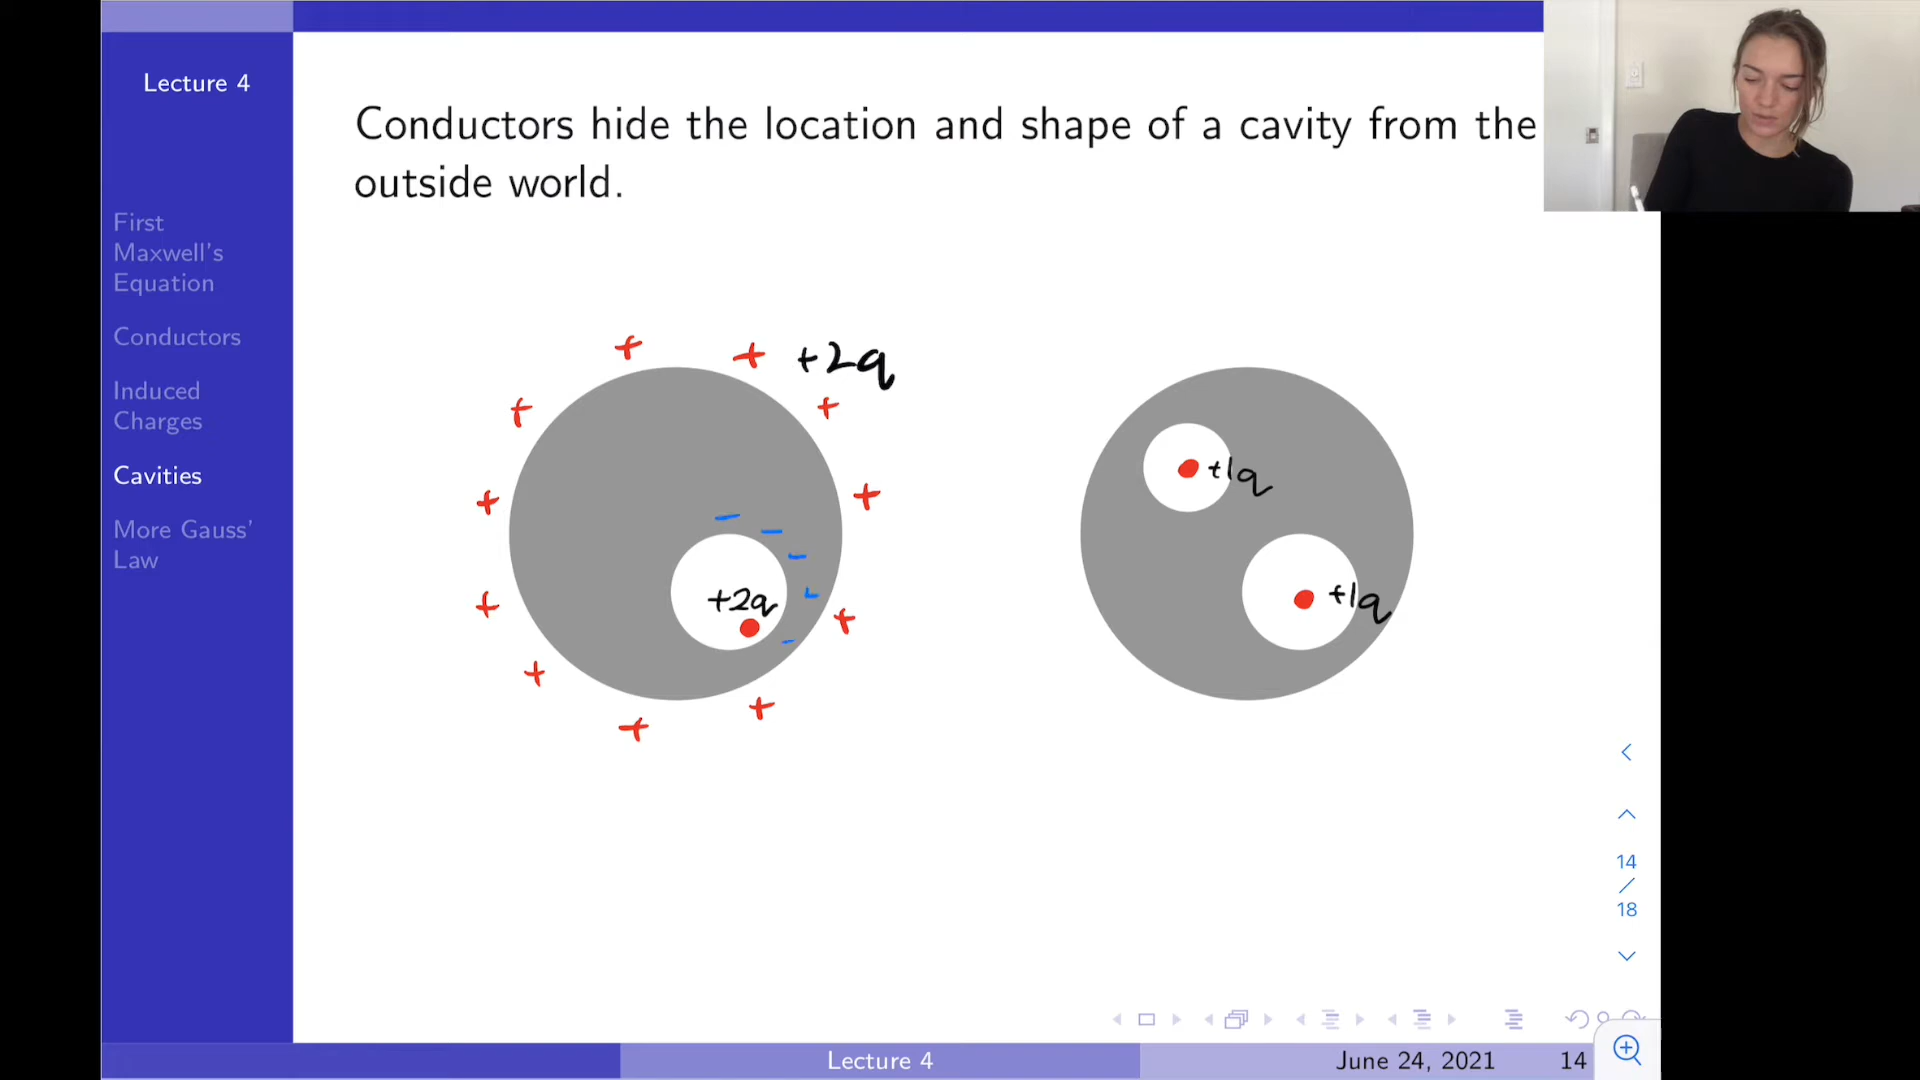 Lecture 4
First
Maxwell's
Equation
Conductors
Induced
Charges
Cavities
More Gauss'
Law
Conductors hide the location and shape of a cavity from the
outside world.
+ + +2q
+ +
+ +
- -
-
-
+2q
+ +
-
+
+
+
+1q
+1q
14
/
18
Lecture 4
June 24, 2021
14